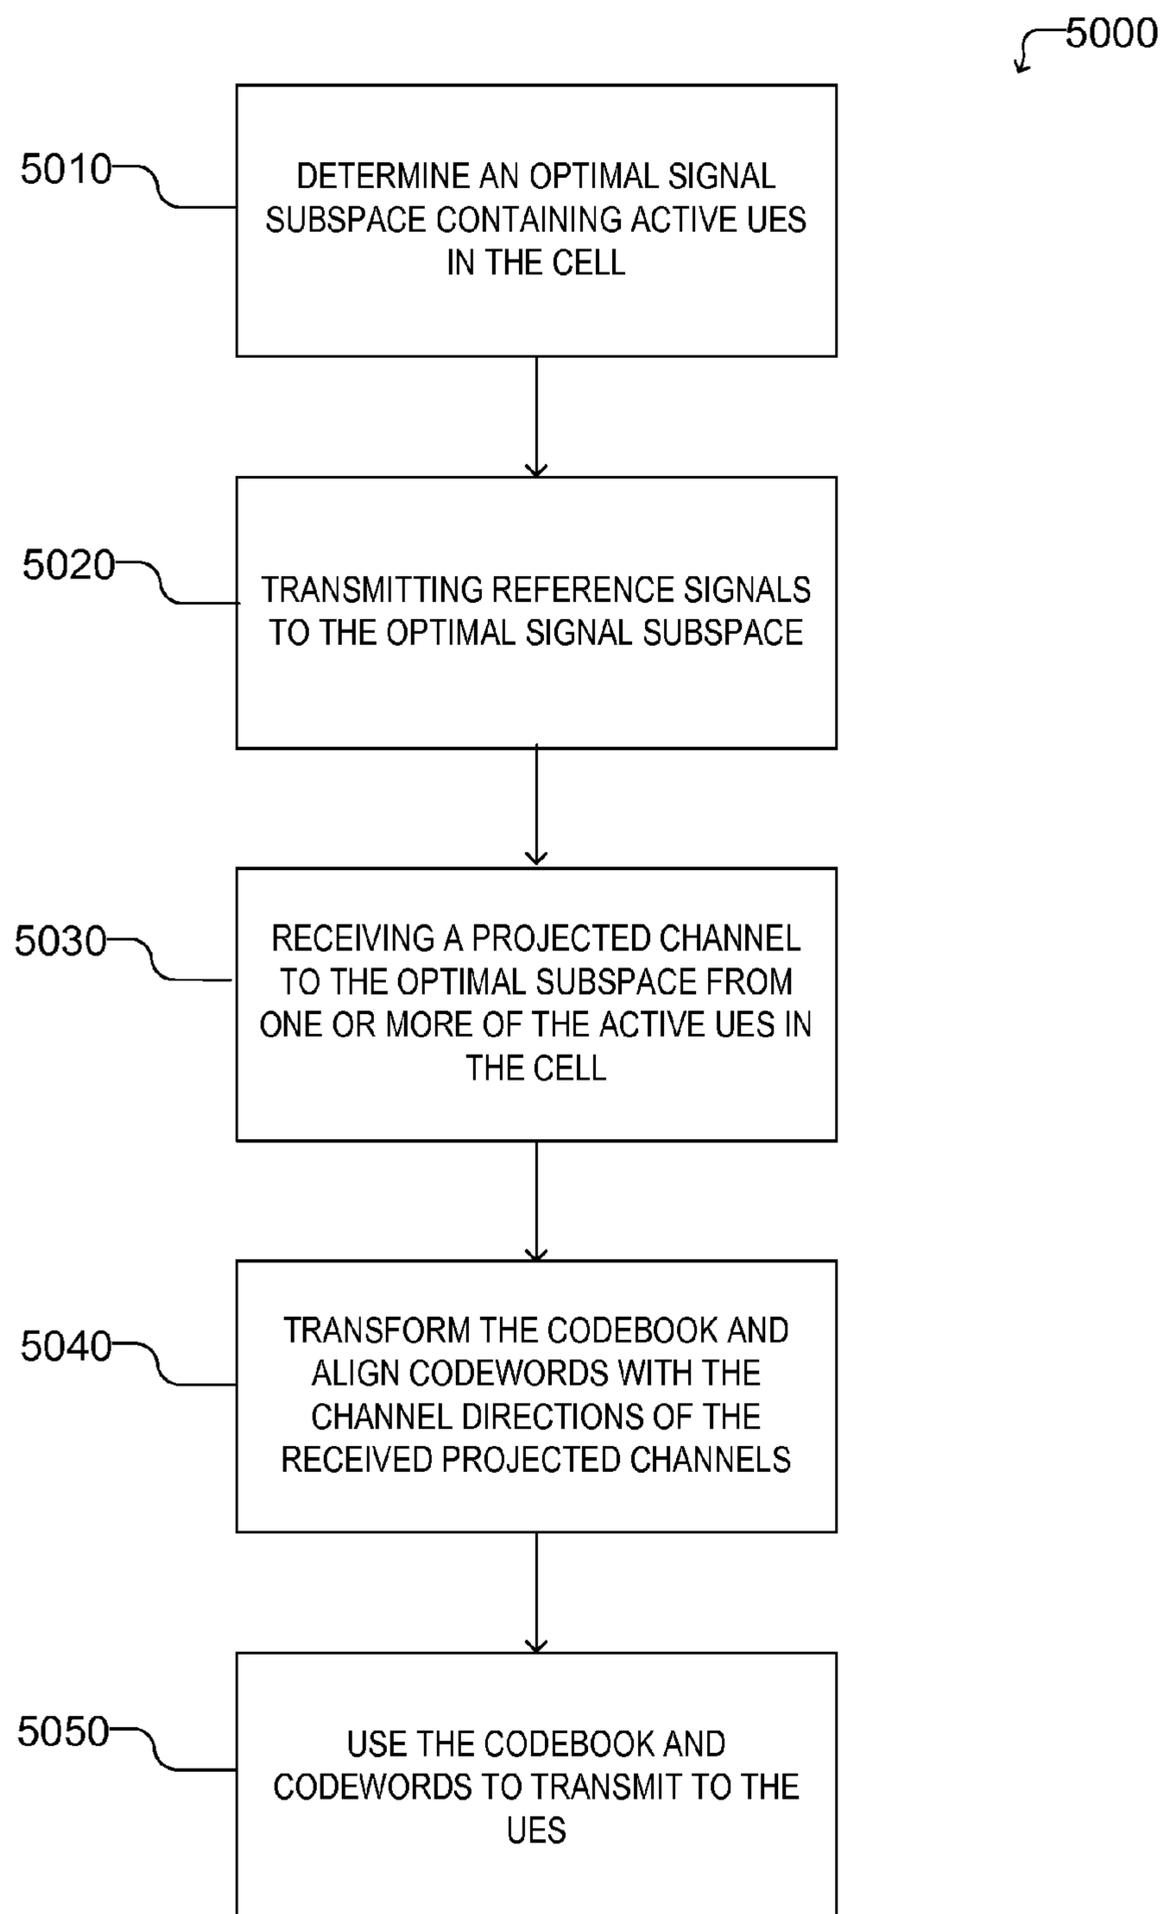 5000
5010
DETERMINE AN OPTIMAL SIGNAL
SUBSPACE CONTAINING ACTIVE UES
IN THE CELL
5020
TRANSMITTING REFERENCE SIGNALS
TO THE OPTIMAL SIGNAL SUBSPACE
5030
RECEIVING A PROJECTED CHANNEL
TO THE OPTIMAL SUBSPACE FROM
ONE OR MORE OF THE ACTIVE UES IN
THE CELL
5040
TRANSFORM THE CODEBOOK AND
ALIGN CODEWORDS WITH THE
CHANNEL DIRECTIONS OF THE
RECEIVED PROJECTED CHANNELS
5050
USE THE CODEBOOK AND
CODEWORDS TO TRANSMIT TO THE
UES